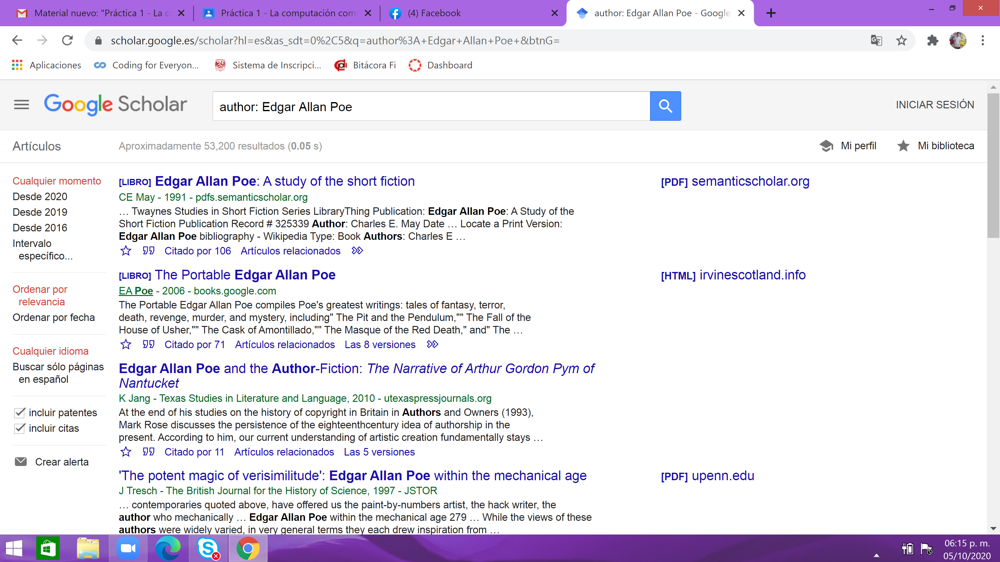 Material nuevo: "Práctica 1 - La c
Práctica 1 - La computación com
(4) Facebook
author: Edgar Allan Poe - Google
scholar.google.es/scholar?hl=es&as_sdt=0%2C5&q=author%3A+Edgar+Allan+Poe+&btnG=
Aplicaciones
Coding for Everyon...
Sistema de Inscripci...
Bitácora Fi
Dashboard
Google Scholar
author: Edgar Allan Poe
INICIAR SESIÓN
Artículos
Aproximadamente 53,200 resultados (0.05 s)
Mi perfil
Mi biblioteca
Cualquier momento
Desde 2020
Desde 2019
Desde 2016
Intervalo
específico...
Ordenar por
relevancia
Ordenar por fecha
Cualquier idioma
Buscar sólo páginas
en español
incluir patentes
incluir citas
Crear alerta
[LIBRO] Edgar Allan Poe: A study of the short fiction
[PDF] semanticscholar.org
CE May - 1991 - pdfs.semanticscholar.org
… Twaynes Studies in Short Fiction Series LibraryThing Publication: Edgar Allan Poe: A Study of the
Short Fiction Publication Record # 325339 Author: Charles E. May Date … Locate a Print Version:
Edgar Allan Poe bibliography - Wikipedia Type: Book Authors: Charles E …
Citado por 106 Artículos relacionados
[LIBRO] The Portable Edgar Allan Poe
[HTML] irvinescotland.info
EA Poe - 2006 - books.google.com
The Portable Edgar Allan Poe compiles Poe's greatest writings: tales of fantasy, terror,
death, revenge, murder, and mystery, including" The Pit and the Pendulum,"" The Fall of the
House of Usher,"" The Cask of Amontillado,"" The Masque of the Red Death," and" The …
Citado por 71 Artículos relacionados Las 8 versiones
Edgar Allan Poe and the Author-Fiction: The Narrative of Arthur Gordon Pym of
Nantucket
K Jang - Texas Studies in Literature and Language, 2010 - utexaspressjournals.org
At the end of his studies on the history of copyright in Britain in Authors and Owners (1993),
Mark Rose discusses the persistence of the eighteenthcentury idea of authorship in the
present. According to him, our current understanding of artistic creation fundamentally stays …
Citado por 11 Artículos relacionados Las 5 versiones
'The potent magic of verisimilitude': Edgar Allan Poe within the mechanical age
[PDF] upenn.edu
J Tresch - The British Journal for the History of Science, 1997 - JSTOR
… contemporaries quoted above, have offered us the paint-by-numbers artist, the hack writer, the
author who mechanically … Edgar Allan Poe within the mechanical age 279 … While the views of these
authors were widely varied, in very general terms they each drew inspiration from …
06:15 p. m.
05/10/2020